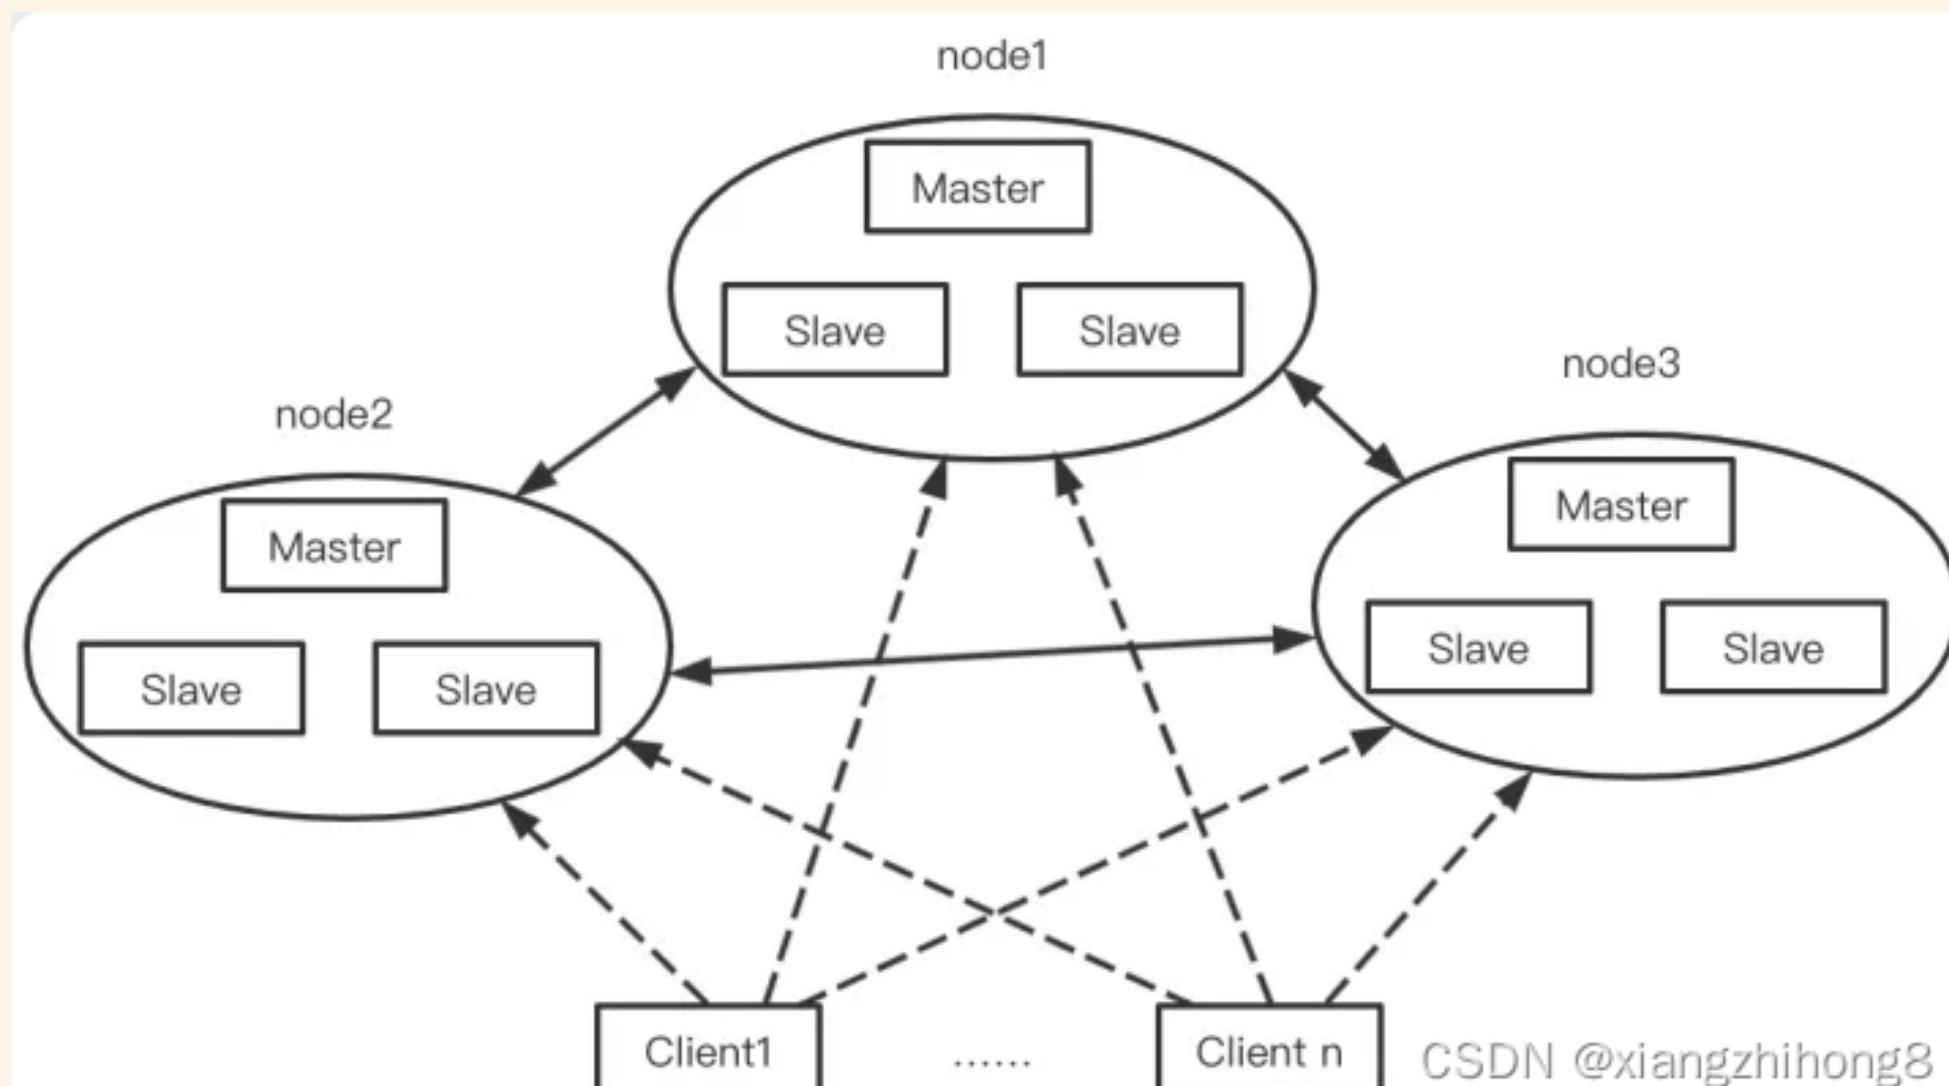 node1
Master
Slave
Slave
node3
node2
Master
Master
Slave
Slave
Slave
Slave
Client1
......
Client n
CSDN @xiangzhihong8